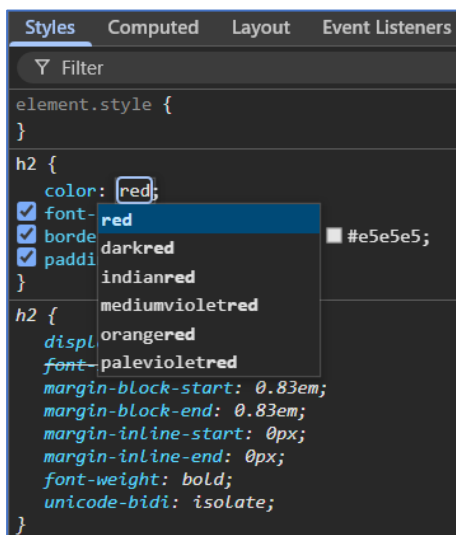 Styles Computed Layout Event Listeners
Filter
element.style {
}
h2 {
color: red;
font-
borde #e5e5e5;
paddi
}
red
darkred
indianred
mediumvioletred
orangered
palevioletred
h2 {
displ
font-
margin-block-start: 0.83em;
margin-block-end: 0.83em;
margin-inline-start: 0px;
margin-inline-end: 0px;
font-weight: bold;
unicode-bidi: isolate;
}